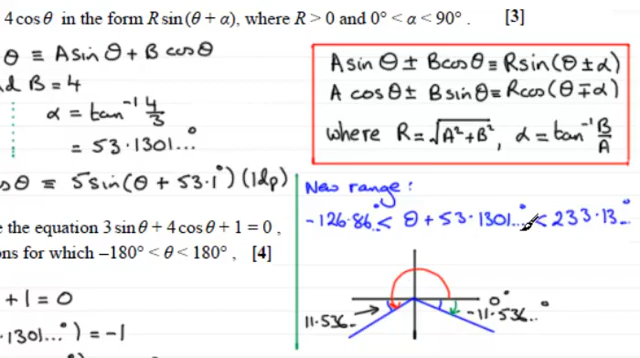 4 cos θ in the form R sin (θ + α), where R > 0 and 0° < α < 90° . [3]
θ ≡ A sin θ + B cos θ
B = 4
α = tan⁻¹ 4/3
= 53·1301...°
θ ≡ 5 sin(θ + 53·1°) (1dp)
the equation 3 sin θ + 4 cos θ + 1 = 0 ,
for which −180° < θ < 180° , [4]
+ 1 = 0
1301...°) = −1
A sin θ ± B cos θ ≡ R sin(θ ± α)
A cos θ ± B sin θ ≡ R cos(θ ∓ α)
where R = √A² + B² , α = tan⁻¹ B/A
New range :
−126·86..° < θ + 53·1301...° < 233·13..°
0°
11·536
−11·536...°